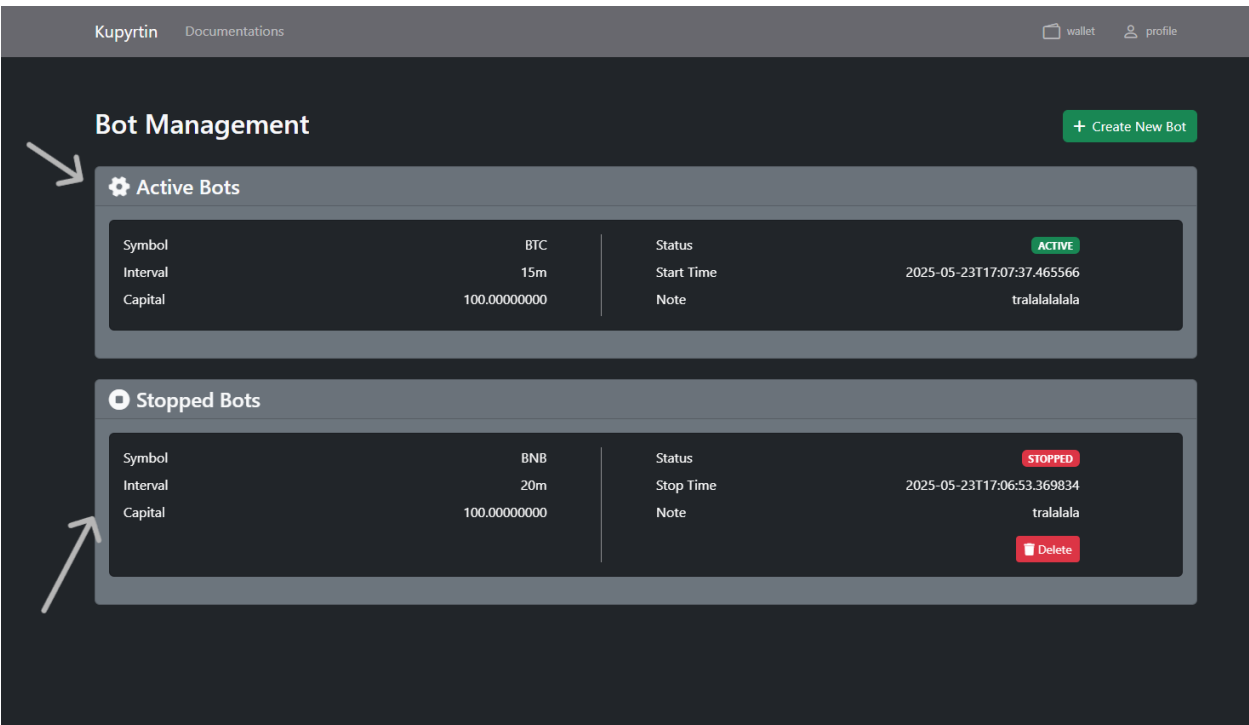 Kupyrtin Documentations wallet profile
Bot Management
+ Create New Bot
Active Bots
Symbol BTC Status ACTIVE
Interval 15m Start Time 2025-05-23T17:07:37.465566
Capital 100.00000000 Note tralalalalala
Stopped Bots
Symbol BNB Status STOPPED
Interval 20m Stop Time 2025-05-23T17:06:53.369834
Capital 100.00000000 Note tralalala
Delete